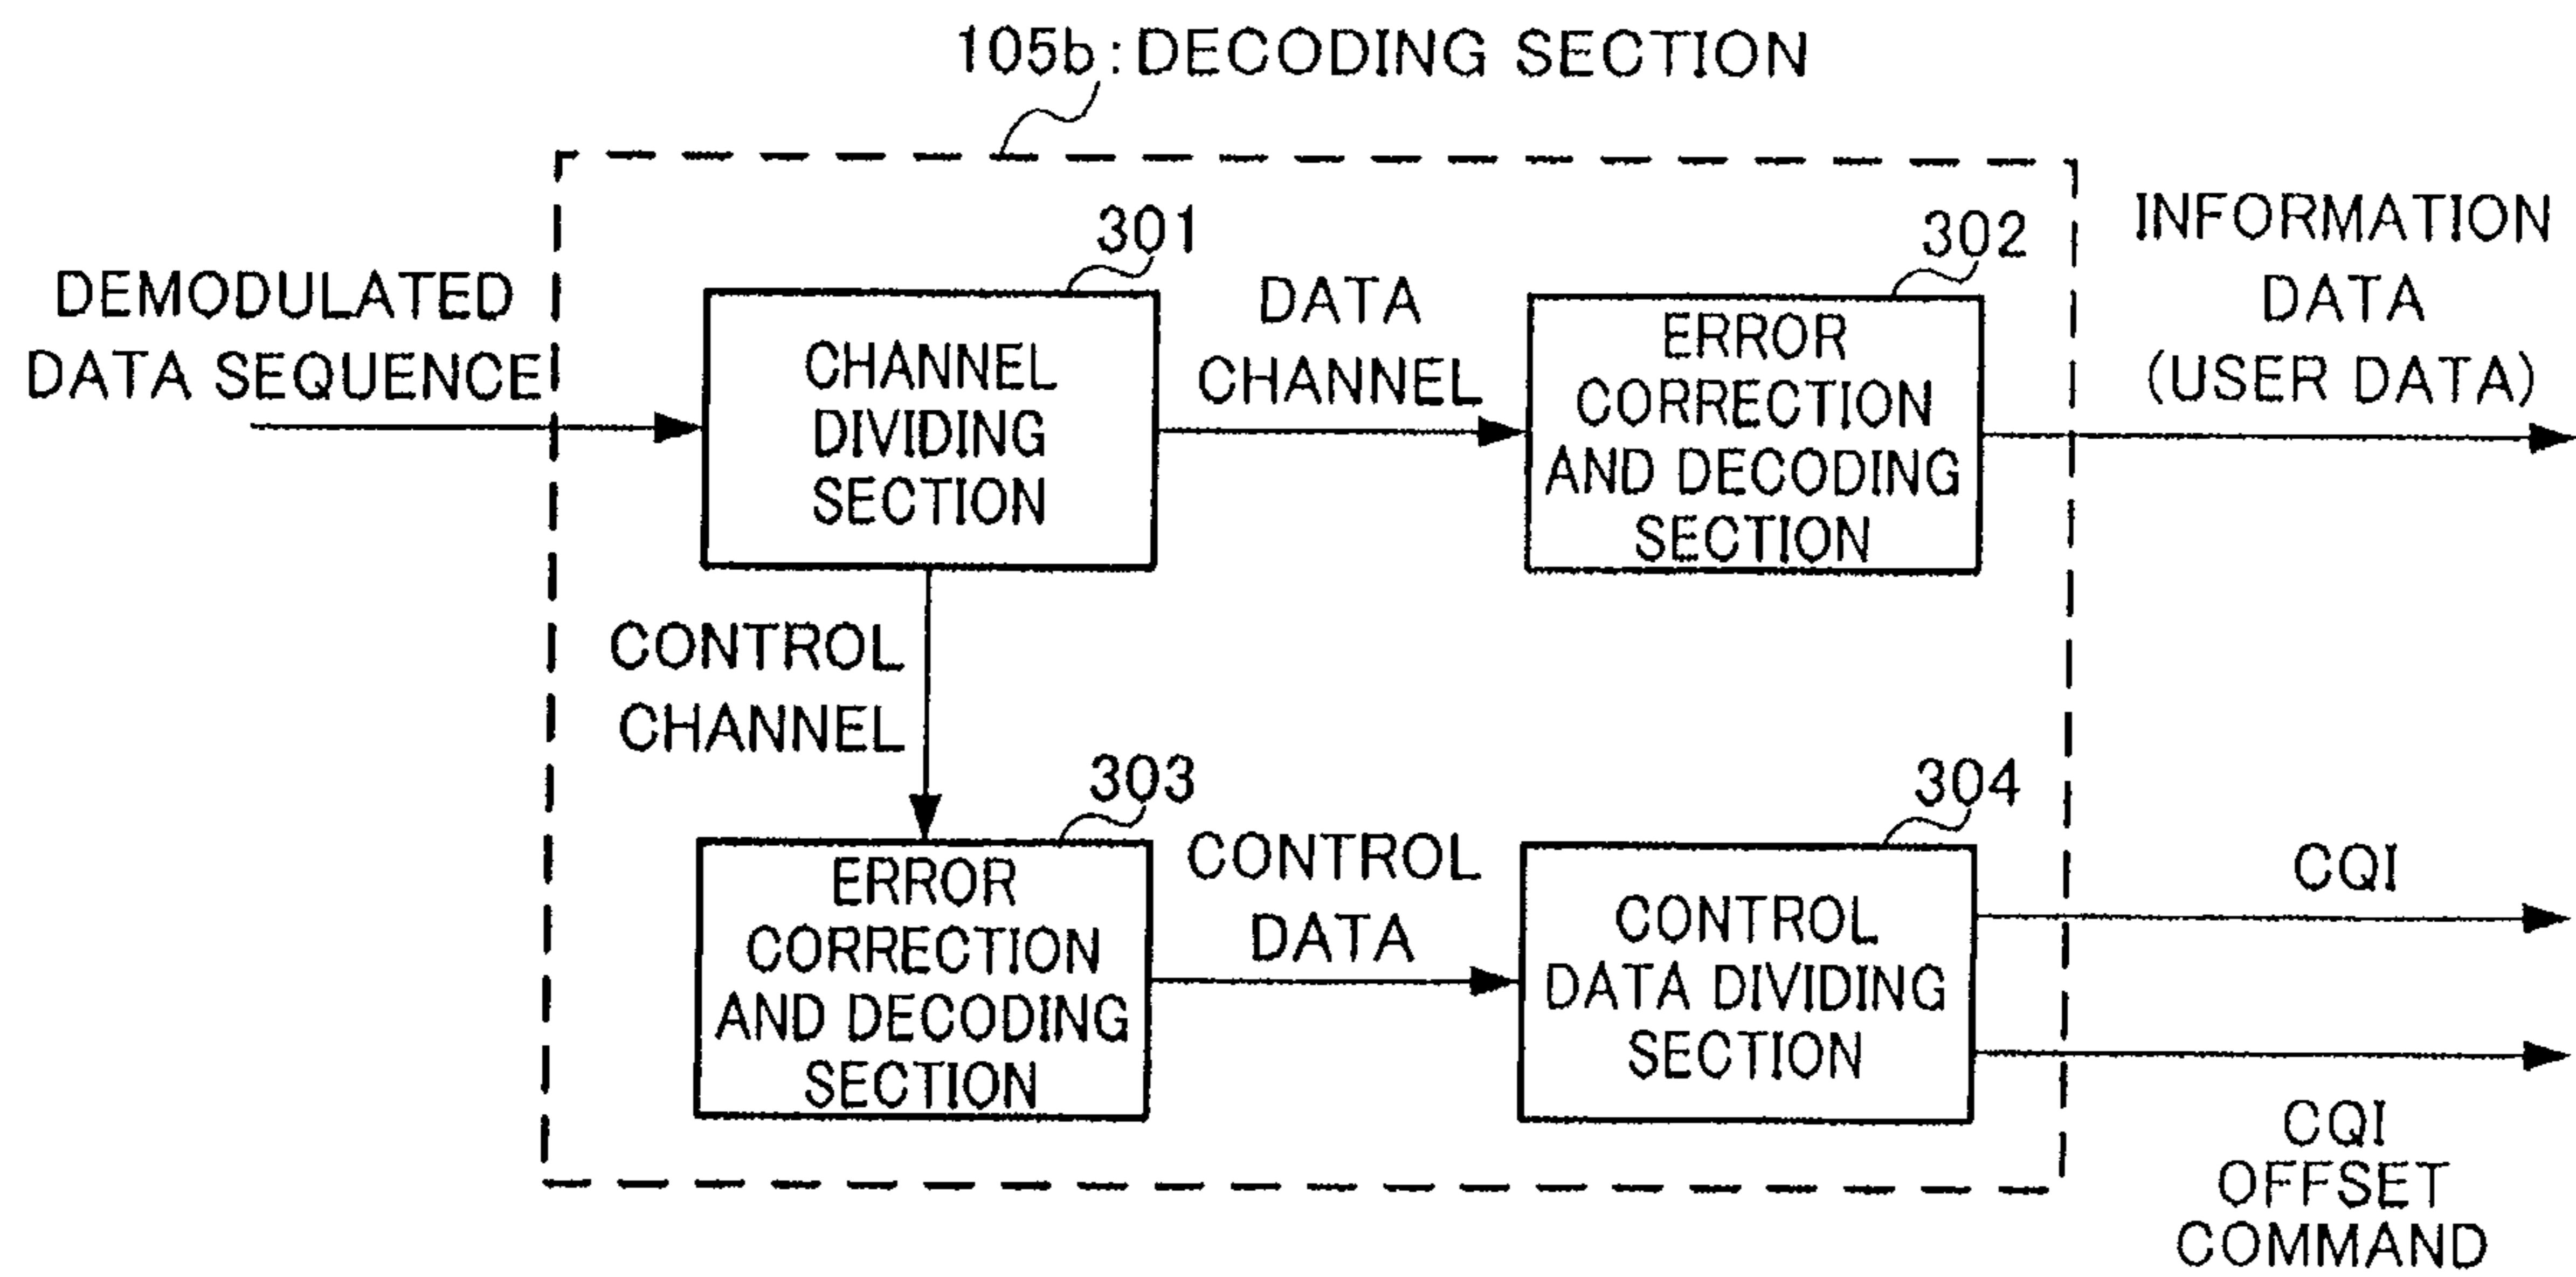 105b:DECODING SECTION
DEMODULATED
DATA SEQUENCE
301
CHANNEL
DIVIDING
SECTION
DATA
CHANNEL
302
ERROR
CORRECTION
AND DECODING
SECTION
INFORMATION
DATA
(USER DATA)
CONTROL
CHANNEL
303
ERROR
CORRECTION
AND DECODING
SECTION
CONTROL
DATA
304
CONTROL
DATA DIVIDING
SECTION
CQI
CQI
OFFSET
COMMAND